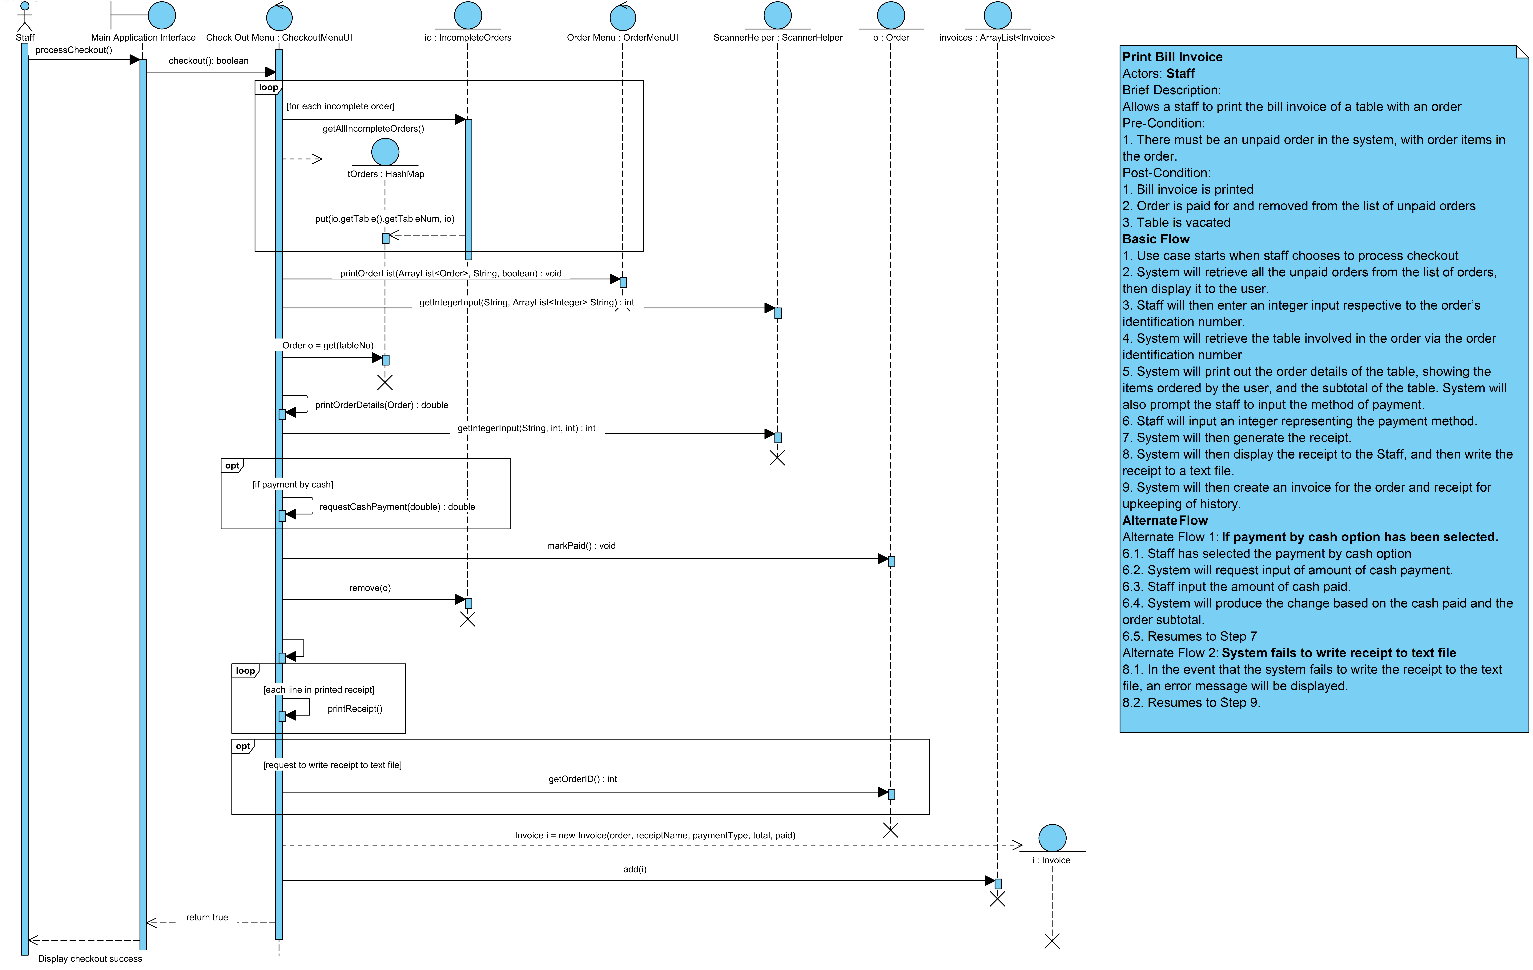 Staff
Main Application Interface
Check Out Menu : CheckoutMenuUI
ic : IncompleteOrders
Order Menu : OrderMenuUI
ScannerHelper : ScannerHelper
o : Order
invoices : ArrayList<Invoice>
processCheckout()
checkout(): boolean
loop
[for each incomplete order]
getAllIncompleteOrders()
tOrders : HashMap
put(io.getTable().getTableNum, io)
printOrderList(ArrayList<Order>, String, boolean) : void
getIntegerInput(String, ArrayList<Integer> String) : int
Order o = get(tableNo)
printOrderDetails(Order) : double
getIntegerInput(String, int, int) : int
opt
[if payment by cash]
requestCashPayment(double) : double
markPaid() : void
remove(o)
loop
[each line in printed receipt]
printReceipt()
opt
[request to write receipt to text file]
getOrderID() : int
Invoice i = new Invoice(order, receiptName, paymentType, total, paid)
i : Invoice
add(i)
return true
Display checkout success
Print Bill Invoice
Actors: Staff
Brief Description:
Allows a staff to print the bill invoice of a table with an order
Pre-Condition:
1. There must be an unpaid order in the system, with order items in
the order.
Post-Condition:
1. Bill invoice is printed
2. Order is paid for and removed from the list of unpaid orders
3. Table is vacated
Basic Flow
1. Use case starts when staff chooses to process checkout
2. System will retrieve all the unpaid orders from the list of orders,
then display it to the user.
3. Staff will then enter an integer input respective to the order's
identification number.
4. System will retrieve the table involved in the order via the order
identification number
5. System will print out the order details of the table, showing the
items ordered by the user, and the subtotal of the table. System will
also prompt the staff to input the method of payment.
6. Staff will input an integer representing the payment method.
7. System will then generate the receipt.
8. System will then display the receipt to the Staff, and then write the
receipt to a text file.
9. System will then create an invoice for the order and receipt for
upkeeping of history.
Alternate Flow
Alternate Flow 1: If payment by cash option has been selected.
6.1. Staff has selected the payment by cash option
6.2. System will request input of amount of cash payment.
6.3. Staff input the amount of cash paid.
6.4. System will produce the change based on the cash paid and the
order subtotal.
6.5. Resumes to Step 7
Alternate Flow 2: System fails to write receipt to text file
8.1. In the event that the system fails to write the receipt to the text
file, an error message will be displayed.
8.2. Resumes to Step 9.